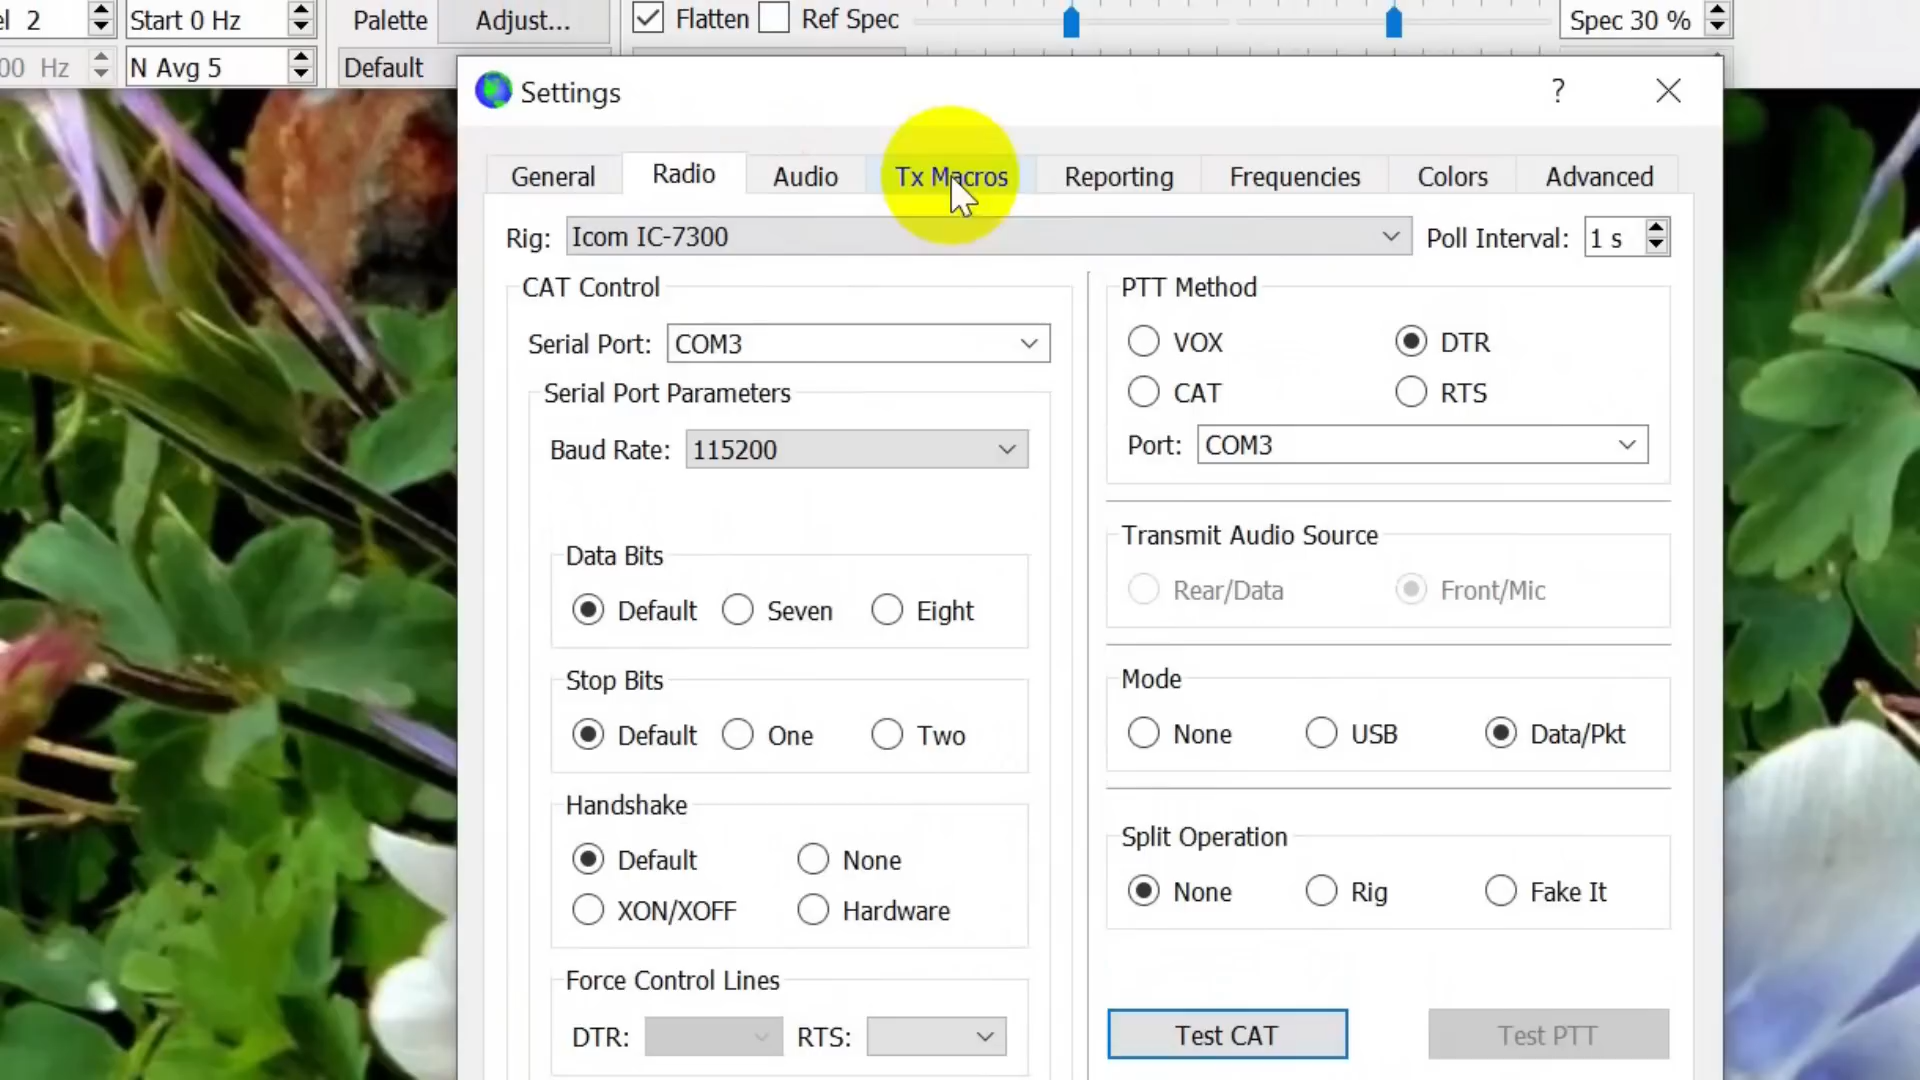 el 2 Start 0 Hz Palette Adjust... Flatten Ref Spec Spec 30 %
00 Hz N Avg 5 Default
Settings ?
General Radio Audio Tx Macros Reporting Frequencies Colors Advanced
Rig: Icom IC-7300 Poll Interval: 1 s
CAT Control PTT Method
Serial Port: COM3 VOX DTR
Serial Port Parameters CAT RTS
Baud Rate: 115200 Port: COM3
Transmit Audio Source
Data Bits
Default Seven Eight Rear/Data Front/Mic
Stop Bits Mode
Default One Two None USB Data/Pkt
Handshake Split Operation
Default None None Rig Fake It
XON/XOFF Hardware
Force Control Lines
DTR: RTS: Test CAT Test PTT